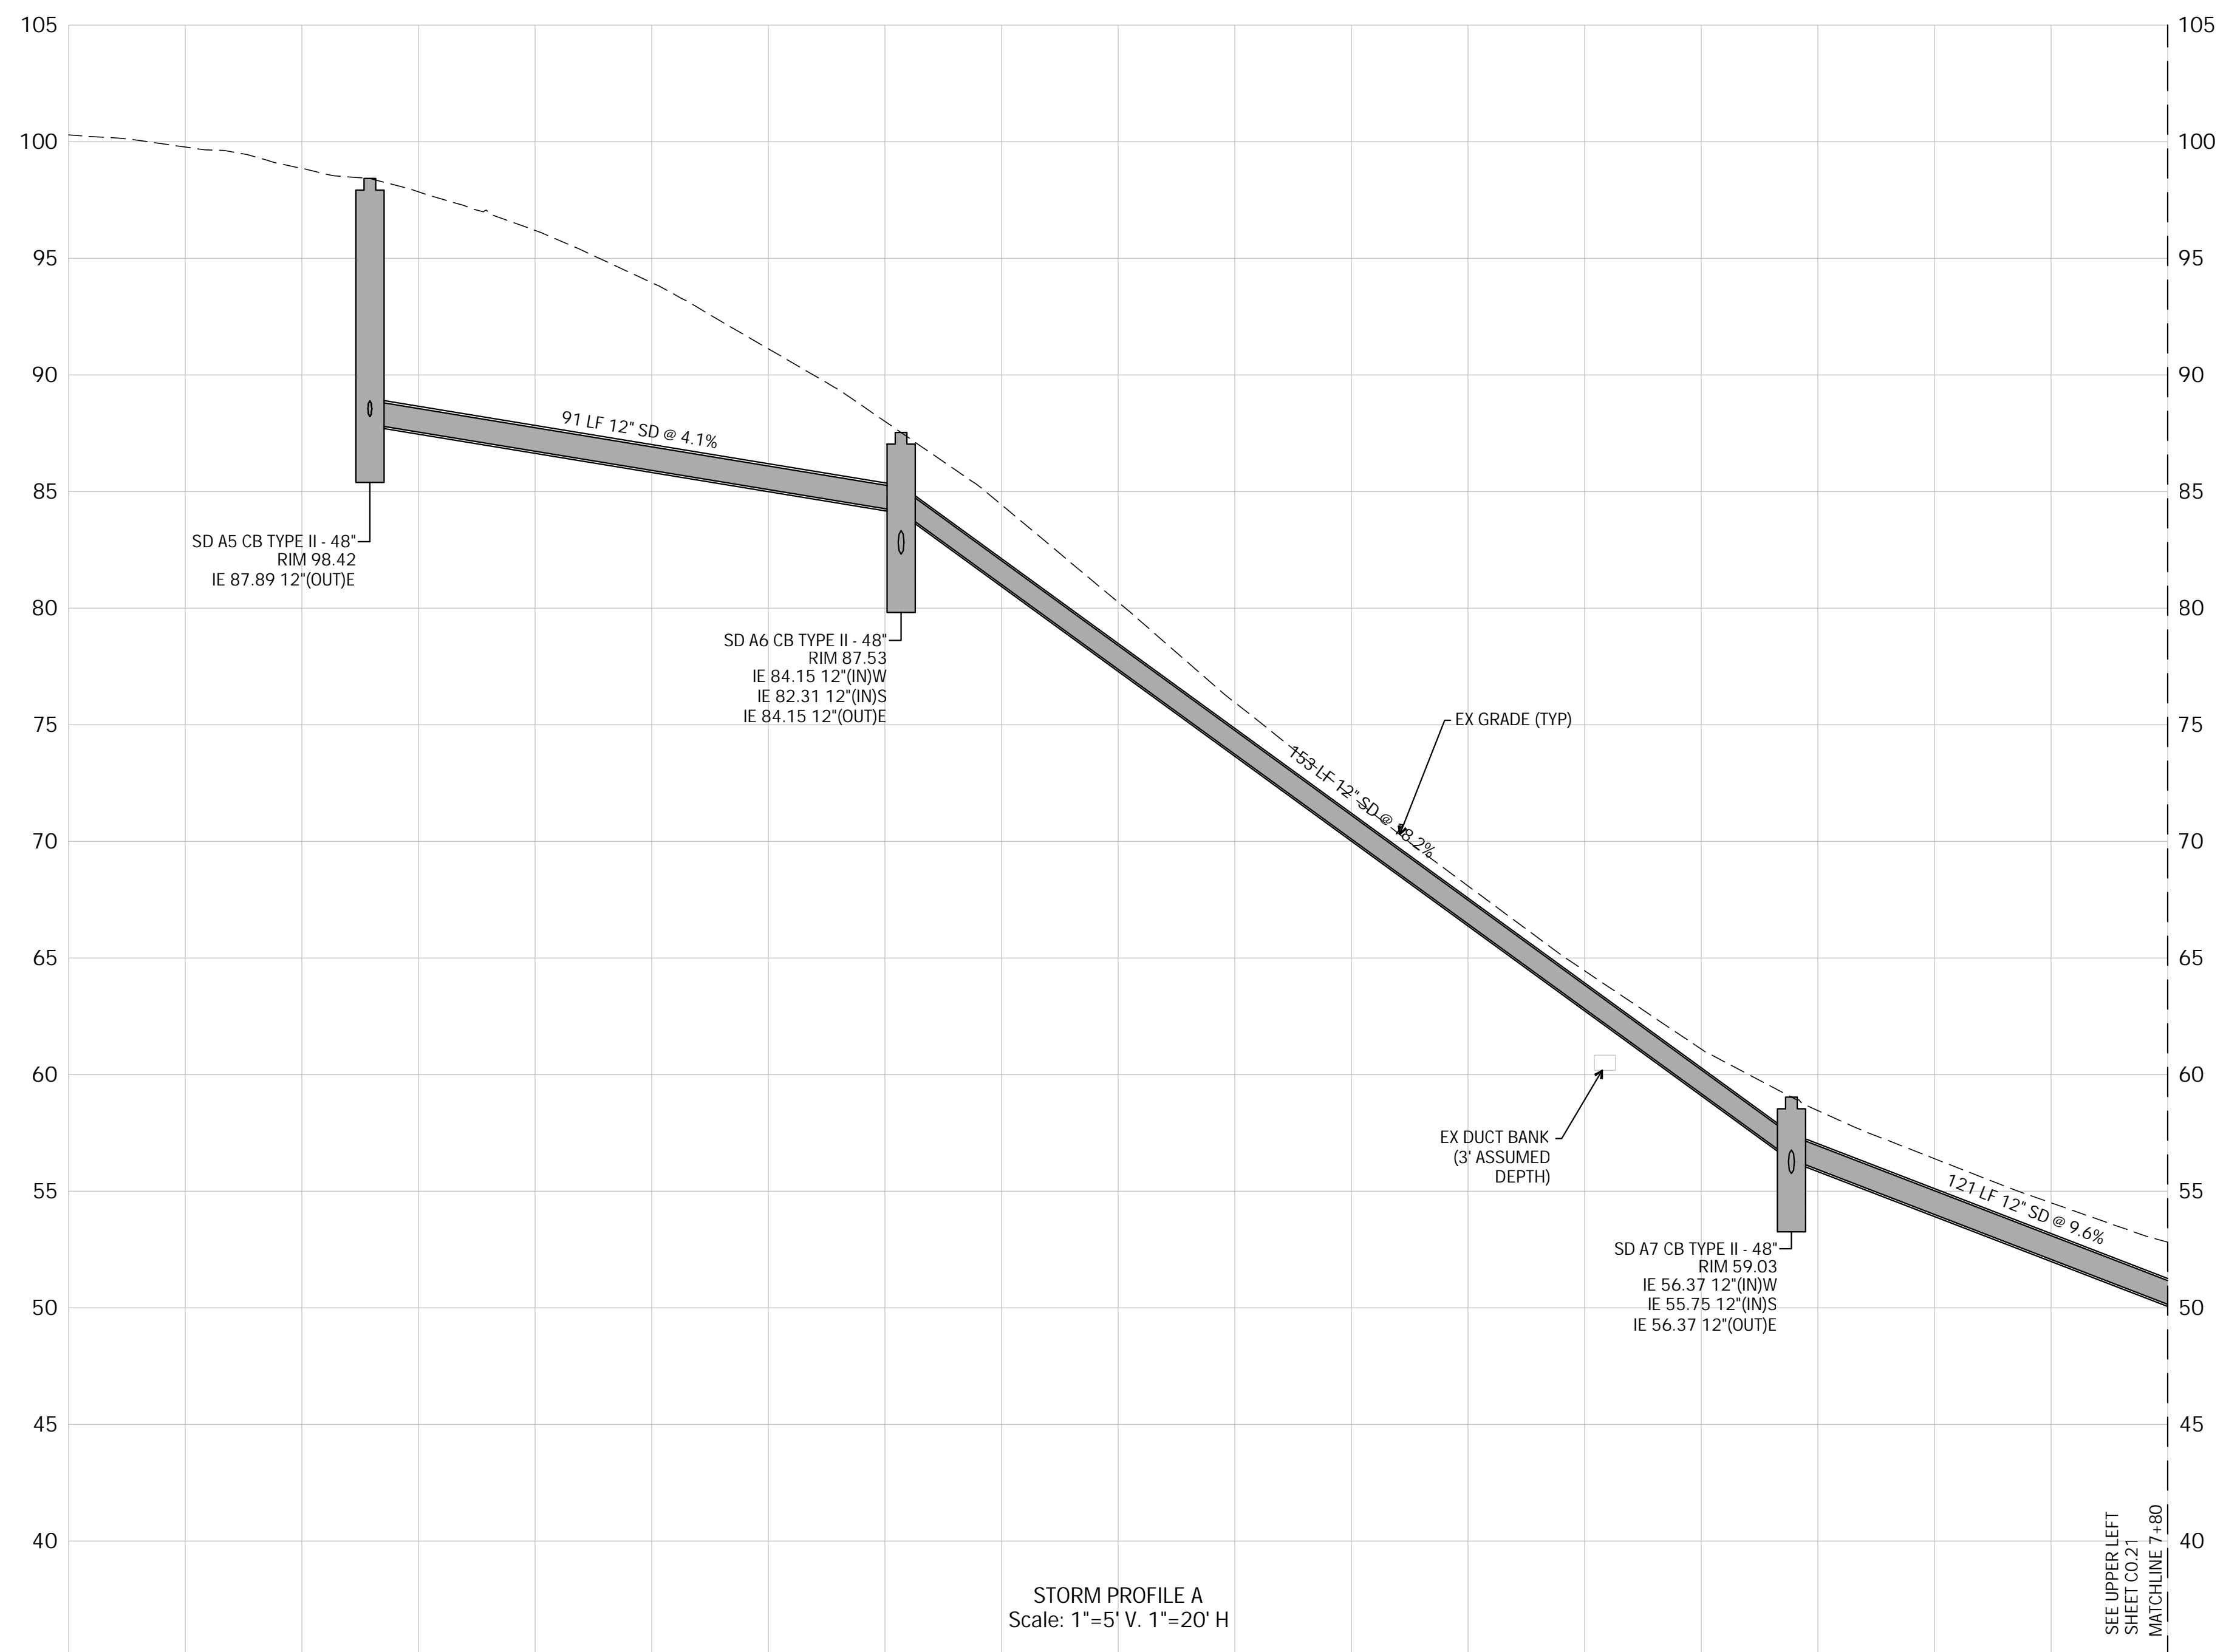 105
105
100
100
95
95
90
90
91 LF 12" SD @ 4.1%
85
85
SD A5 CB TYPE II - 48"
RIM 98.42
IE 87.89 12"(OUT)E
80
80
SD A6 CB TYPE II - 48"
RIM 87.53
IE 84.15 12"(IN)W
IE 82.31 12"(IN)S
IE 84.15 12"(OUT)E
75
75
EX GRADE (TYP)
153 LF 12" SD @ 18.2%
70
70
65
65
60
60
EX DUCT BANK
(3' ASSUMED
DEPTH)
55
55
121 LF 12" SD @ 9.6%
SD A7 CB TYPE II - 48"
RIM 59.03
IE 56.37 12"(IN)W
IE 55.75 12"(IN)S
IE 56.37 12"(OUT)E
50
50
45
45
40
40
SEE UPPER LEFT
SHEET C0.21
MATCHLINE 7+80
STORM PROFILE A
Scale: 1"=5' V. 1"=20' H